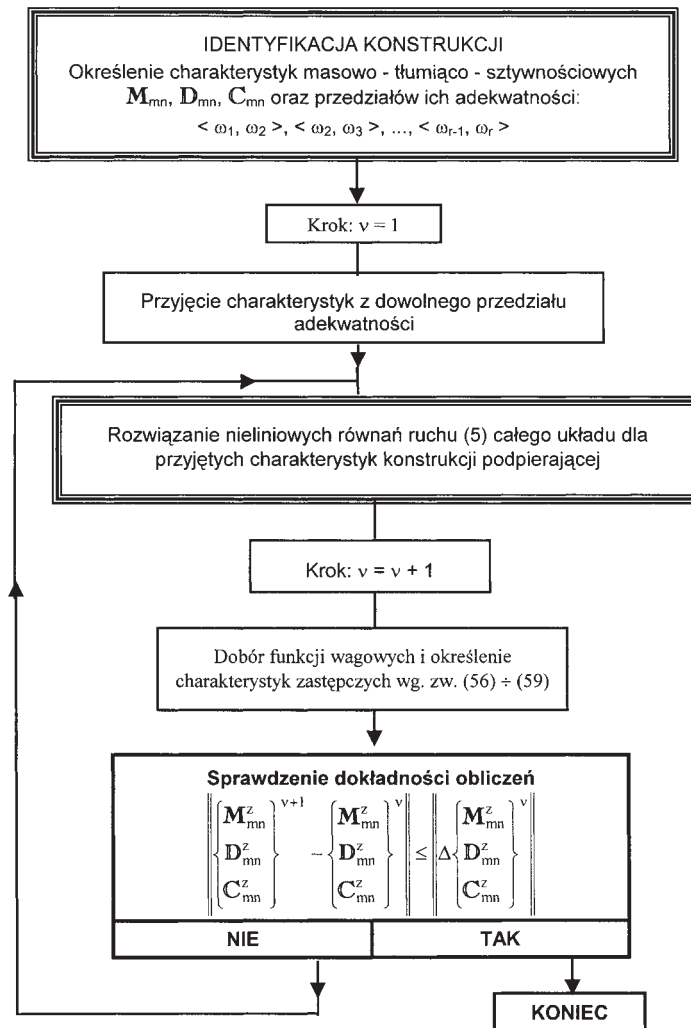 IDENTYFIKACJA KONSTRUKCJI
Określenie charakterystyk masowo - tłumiąco - sztywnościowych
𝐌mn, 𝔻mn, ℂmn oraz przedziałów ich adekwatności:
< ω1, ω2 >, < ω2, ω3 >, ..., < ωr-1, ωr >
Krok: ν = 1
Przyjęcie charakterystyk z dowolnego przedziału
adekwatności
Rozwiązanie nieliniowych równań ruchu (5) całego układu dla
przyjętych charakterystyk konstrukcji podpierającej
Krok: ν = ν + 1
Dobór funkcji wagowych i określenie
charakterystyk zastępczych wg. zw. (56) ÷ (59)
Sprawdzenie dokładności obliczeń
‖{𝐌ᶻmn 𝔻ᶻmn ℂᶻmn}ν+1 − {𝐌ᶻmn 𝔻ᶻmn ℂᶻmn}ν‖ ≤ ‖Δ{𝐌ᶻmn 𝔻ᶻmn ℂᶻmn}ν‖
NIE TAK
KONIEC